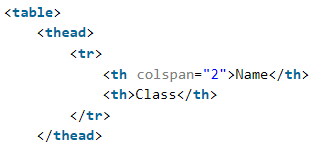 <table>
    <thead>
        <tr>
            <th colspan="2">Name</th>
            <th>Class</th>
        </tr>
    </thead>